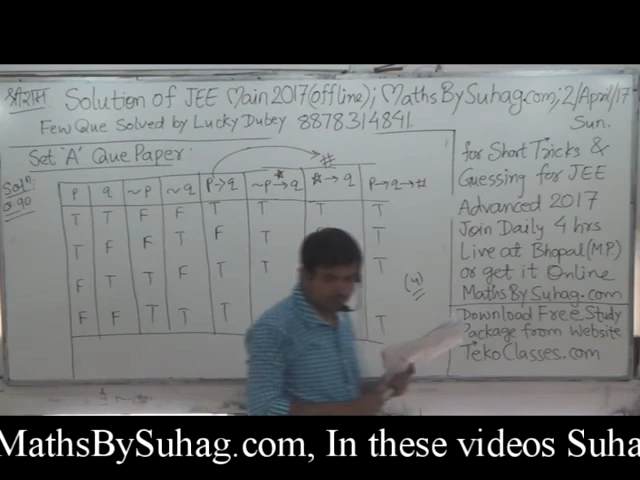 श्रीराम Solution of JEE Main 2017 (offline); MathsBySuhag.com; 2/April/17
Few Que Solved by Lucky Dubey 8878314841. Sun.
Set 'A' Que Paper:
Solⁿ
Q.90
#
p q ~p ~q p→q ~p→q *→q p→q→#
*
T T F F T T T T
T F F T F T T
F T T F T T T
F F T T T T
(4)
for Short Tricks &
Guessing for JEE
Advanced 2017
Join Daily 4 hrs
Live at Bhopal (M.P.)
or get it Online
MathsBySuhag.com
Download Free Study
Package from Website
TekoClasses.com
MathsBySuhag.com, In these videos Suha